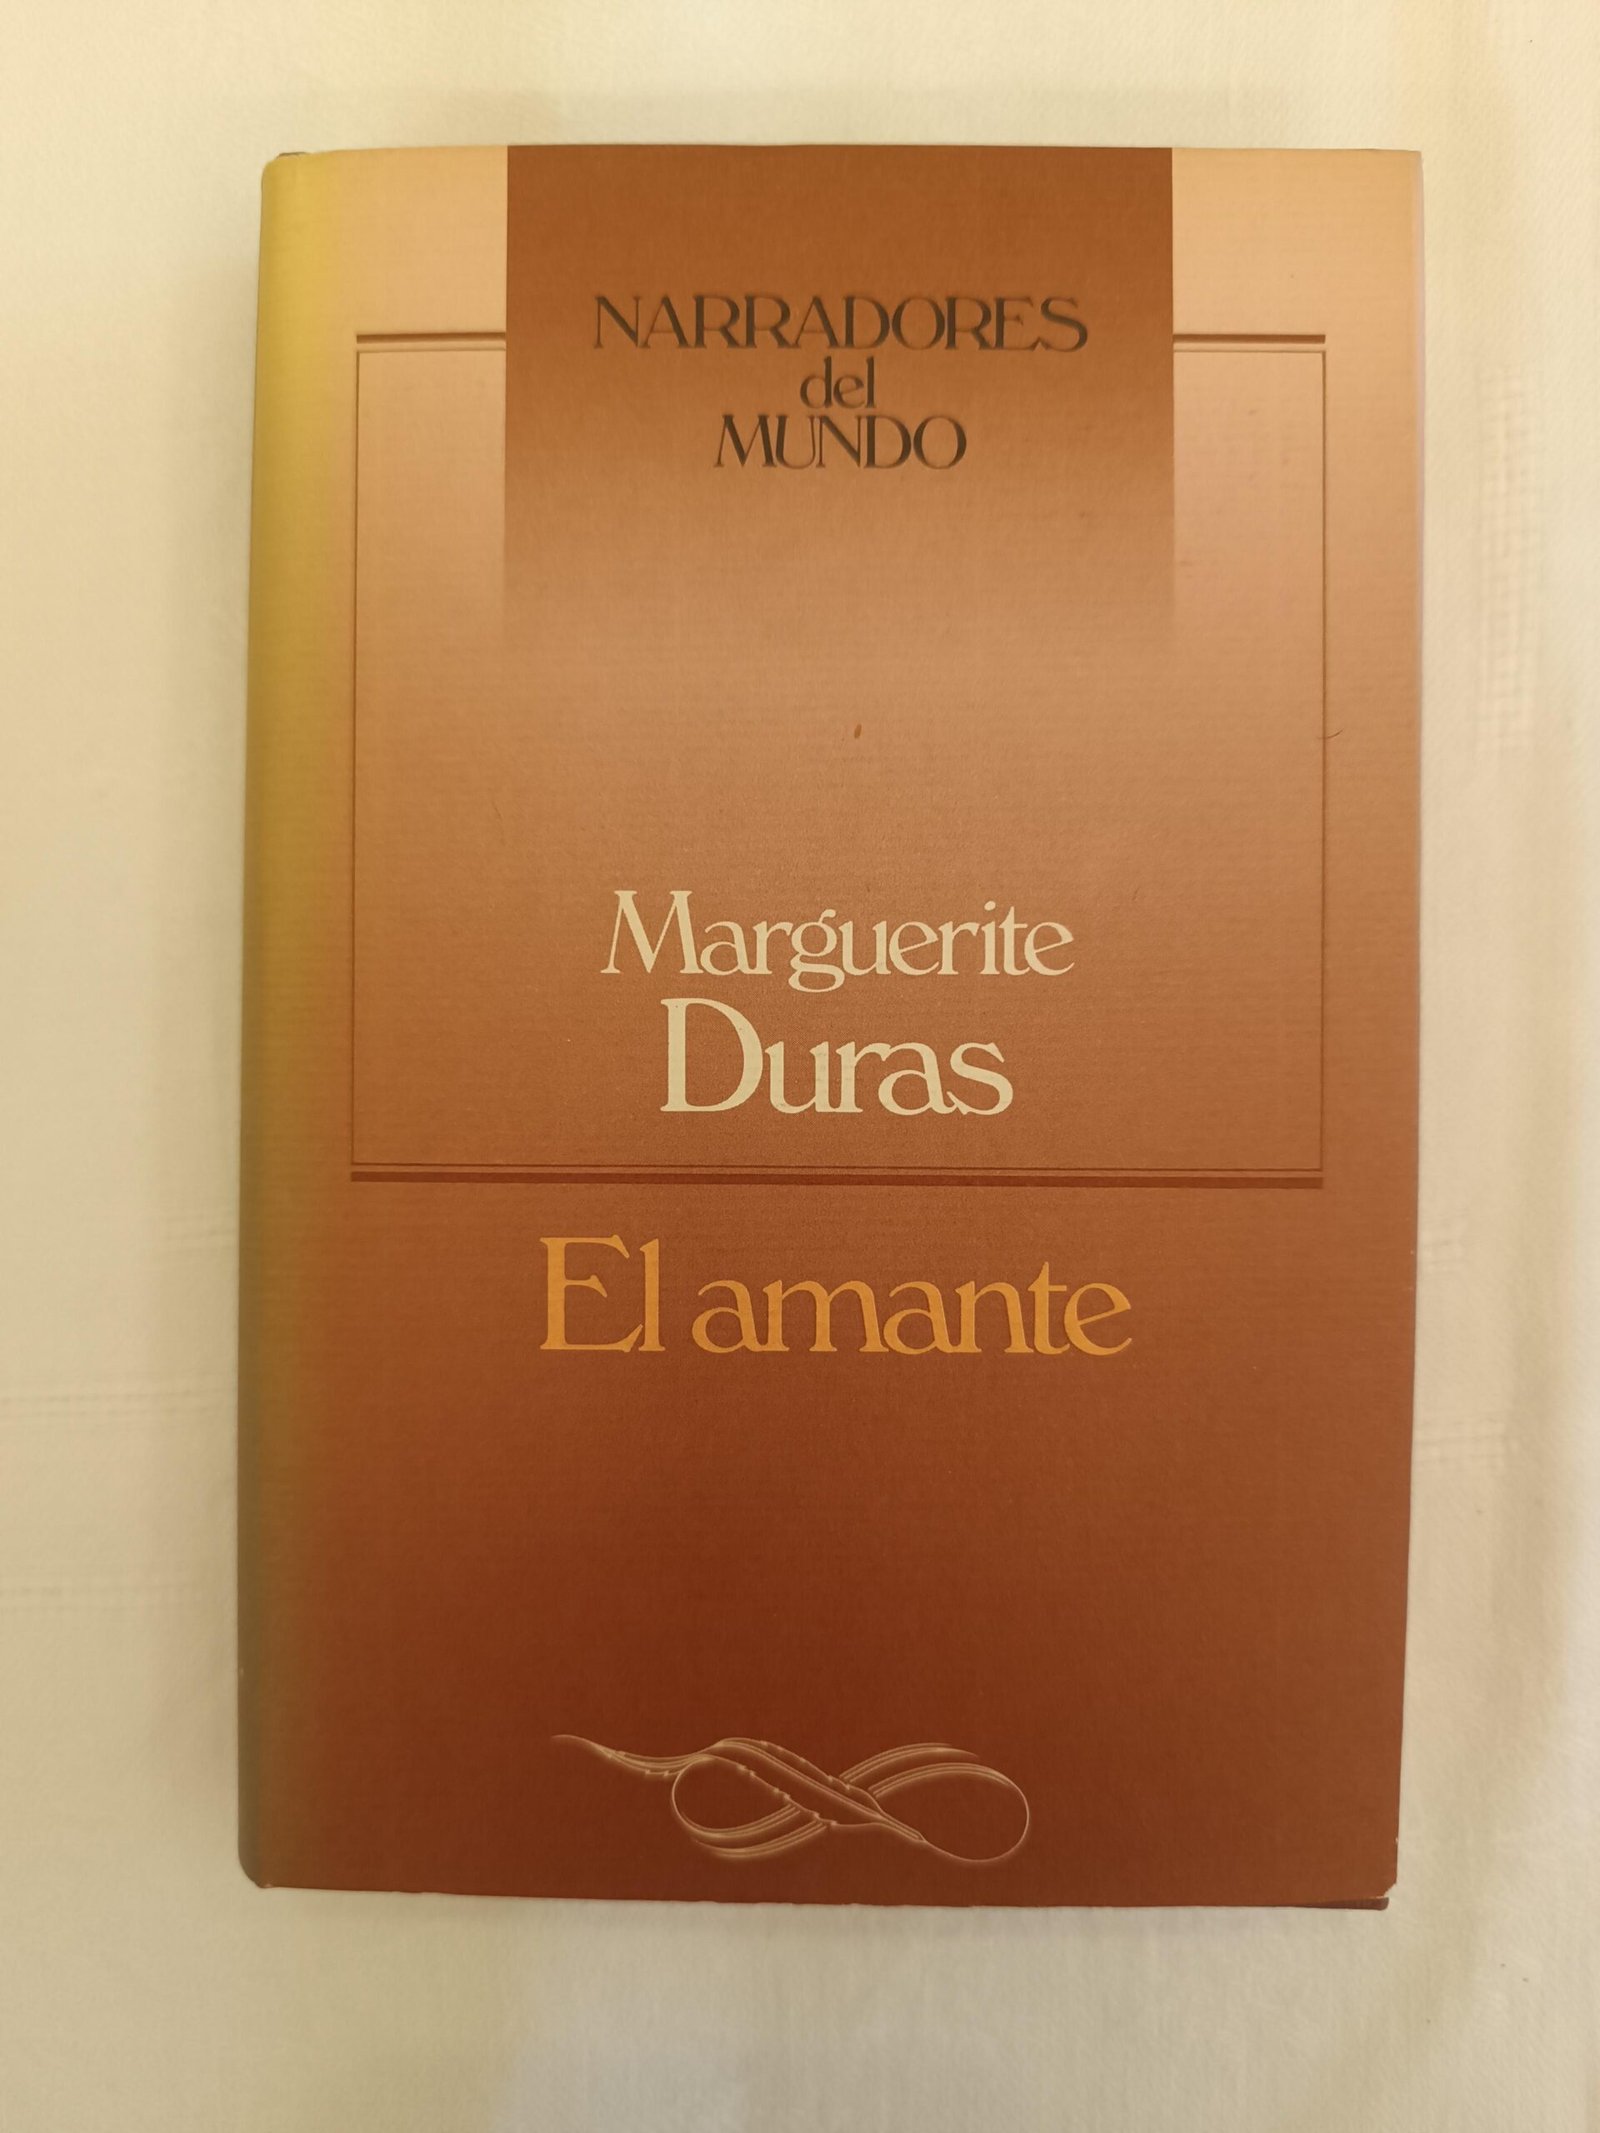 NARRADORES
del
MUNDO
Marguerite
Duras
El amante